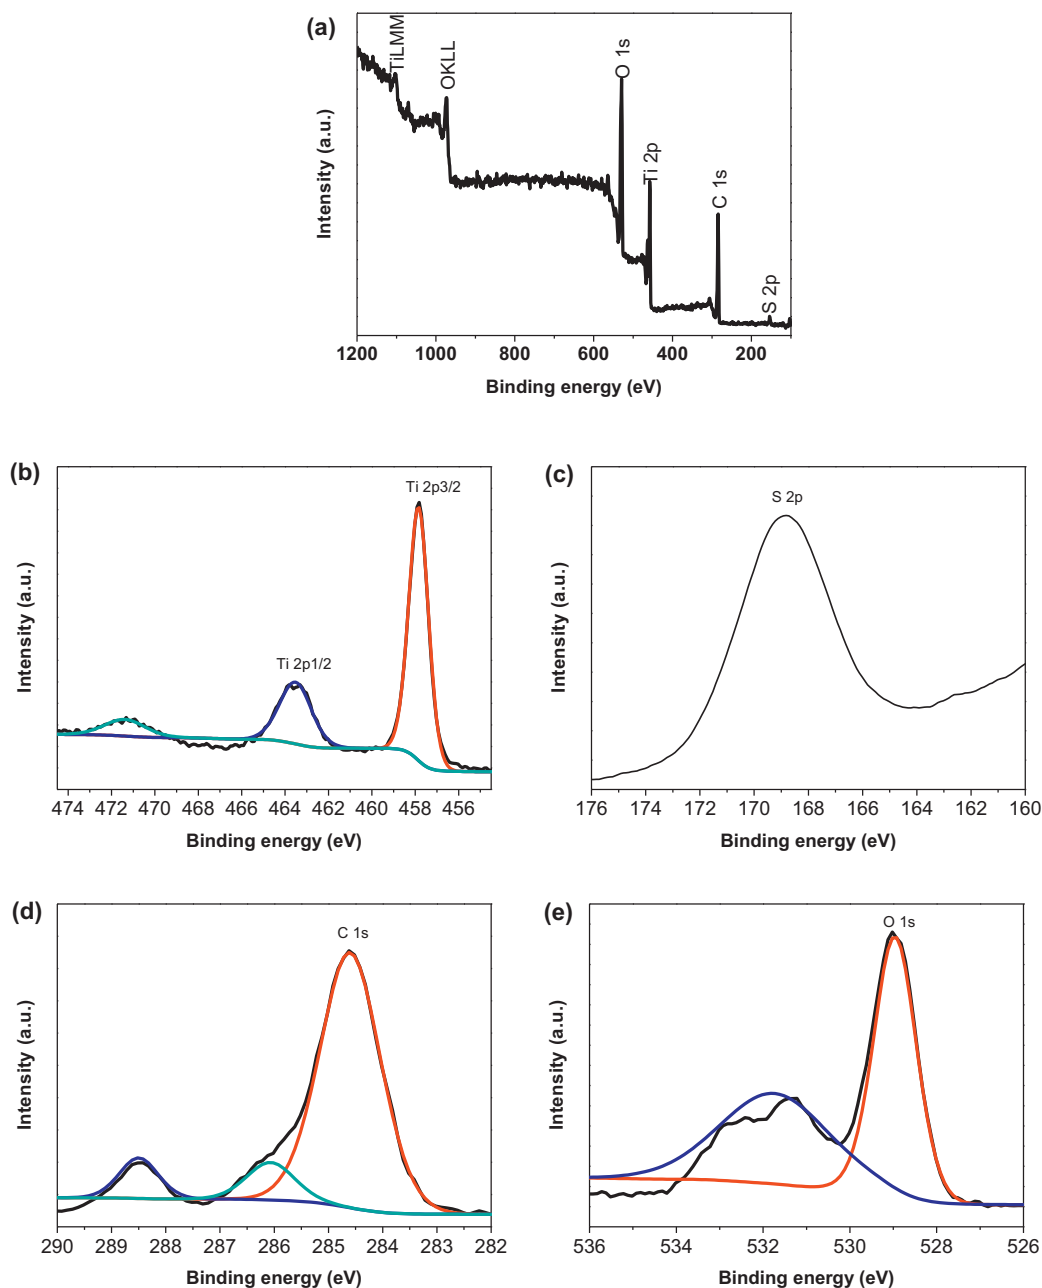 (a)
TiLMM
OKLL
O 1s
Ti 2p
C 1s
S 2p
Intensity (a.u.)
1200 1000 800 600 400 200
Binding energy (eV)
(b)
Ti 2p3/2
Ti 2p1/2
Intensity (a.u.)
474 472 470 468 466 464 462 460 458 456
Binding energy (eV)
(c)
S 2p
Intensity (a.u.)
176 174 172 170 169 168 166 164 162 160
Binding energy (eV)
(d)
C 1s
Intensity (a.u.)
290 289 288 287 286 285 284 283 282
Binding energy (eV)
(e)
O 1s
Intensity (a.u.)
536 534 532 530 529 528 526
Binding energy (eV)